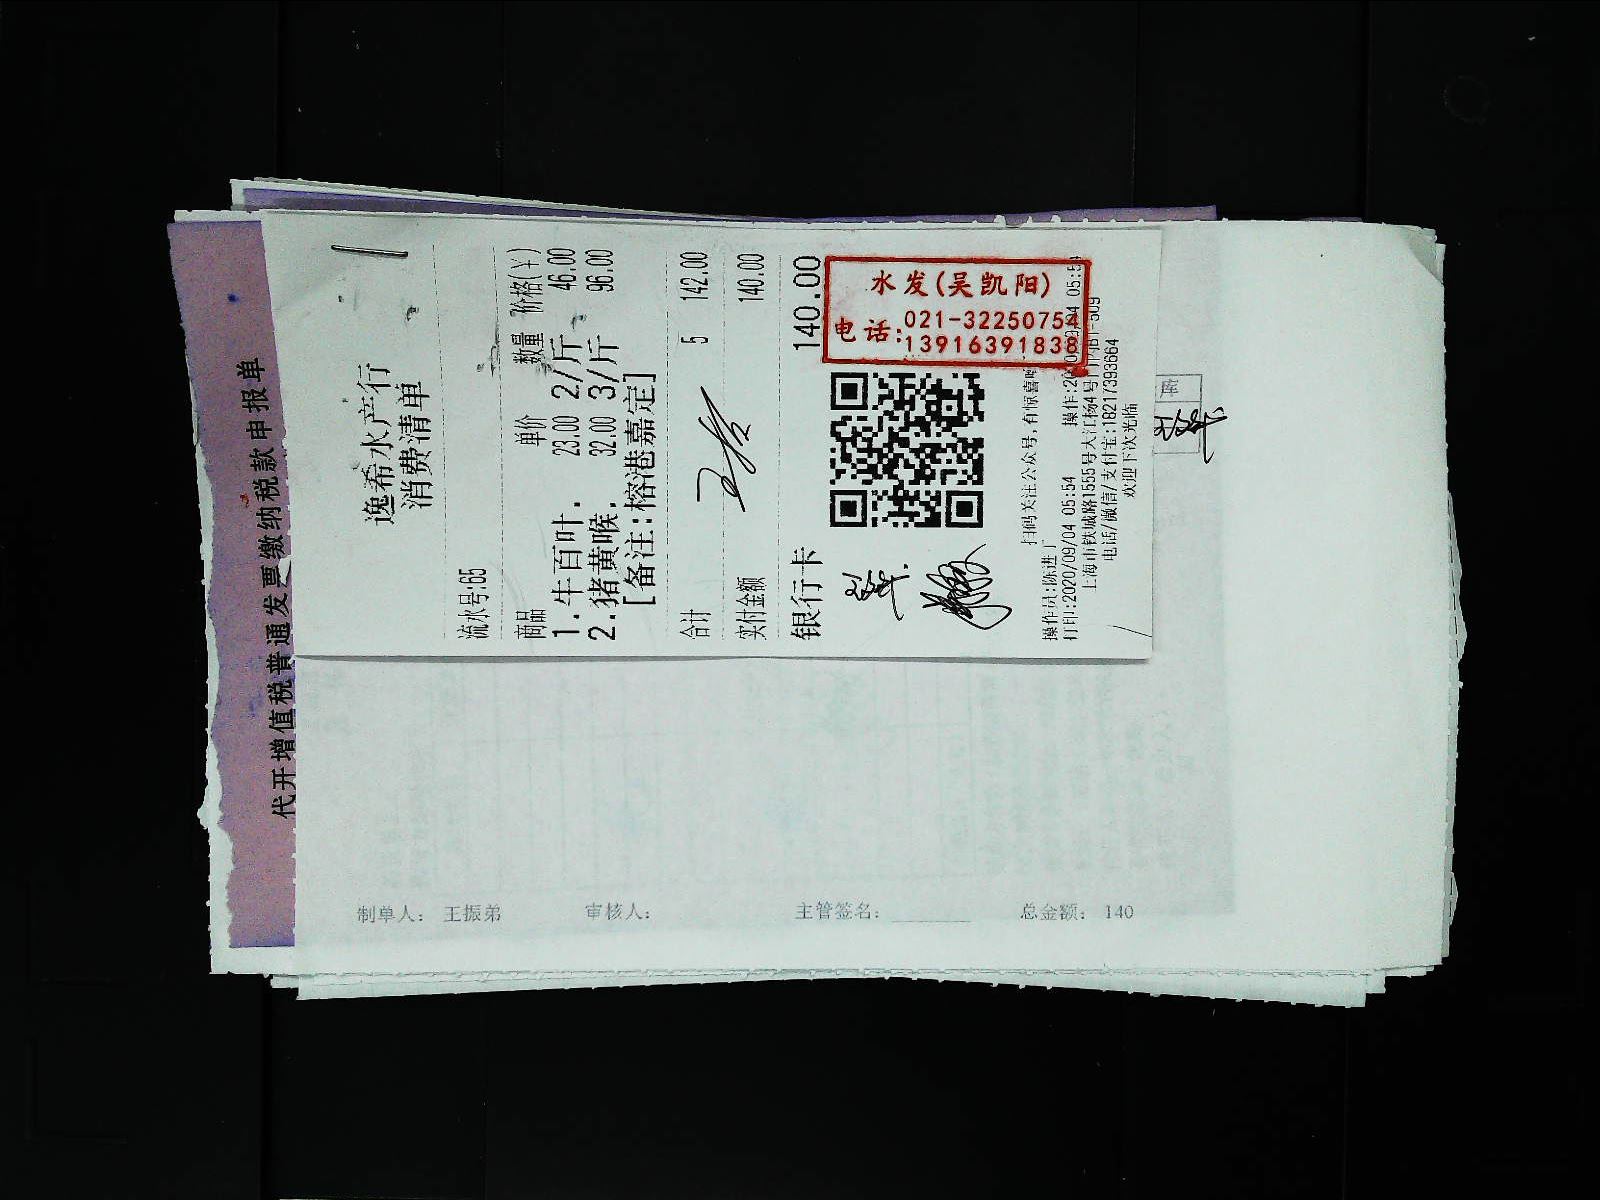 代开增值税普通发票缴纳税款申报单
逸希水产行
消费清单
流水号:65
商品 单价 数量 价格(￥)
1.牛百叶. 23.00 2/斤 46.00
2.猪黄喉. 32.00 3/斤 96.00
[备注:榕港嘉定]
合计 5 142.00
实付金额 140.00
银行卡 140.00
水发(吴凯阳)
电话:021-32250754
13916391838
扫码关注公众号,有惊喜
操作员:陈进广
打印:2020/09/04 05:54 操作:20 05:54
上海市铁城路1555号大江杨4号
电话/微信/支付宝:18217393664
欢迎下次光临
制单人: 王振弟 审核人: 主管签名: 总金额: 140